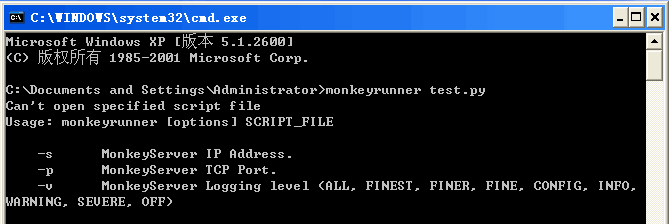 C:\WINDOWS\system32\cmd.exe
Microsoft Windows XP [版本 5.1.2600]
(C) 版权所有 1985-2001 Microsoft Corp.
C:\Documents and Settings\Administrator>monkeyrunner test.py
Can't open specified script file
Usage: monkeyrunner [options] SCRIPT_FILE
-s MonkeyServer IP Address.
-p MonkeyServer TCP Port.
-v MonkeyServer Logging level (ALL, FINEST, FINER, FINE, CONFIG, INFO,
WARNING, SEVERE, OFF)